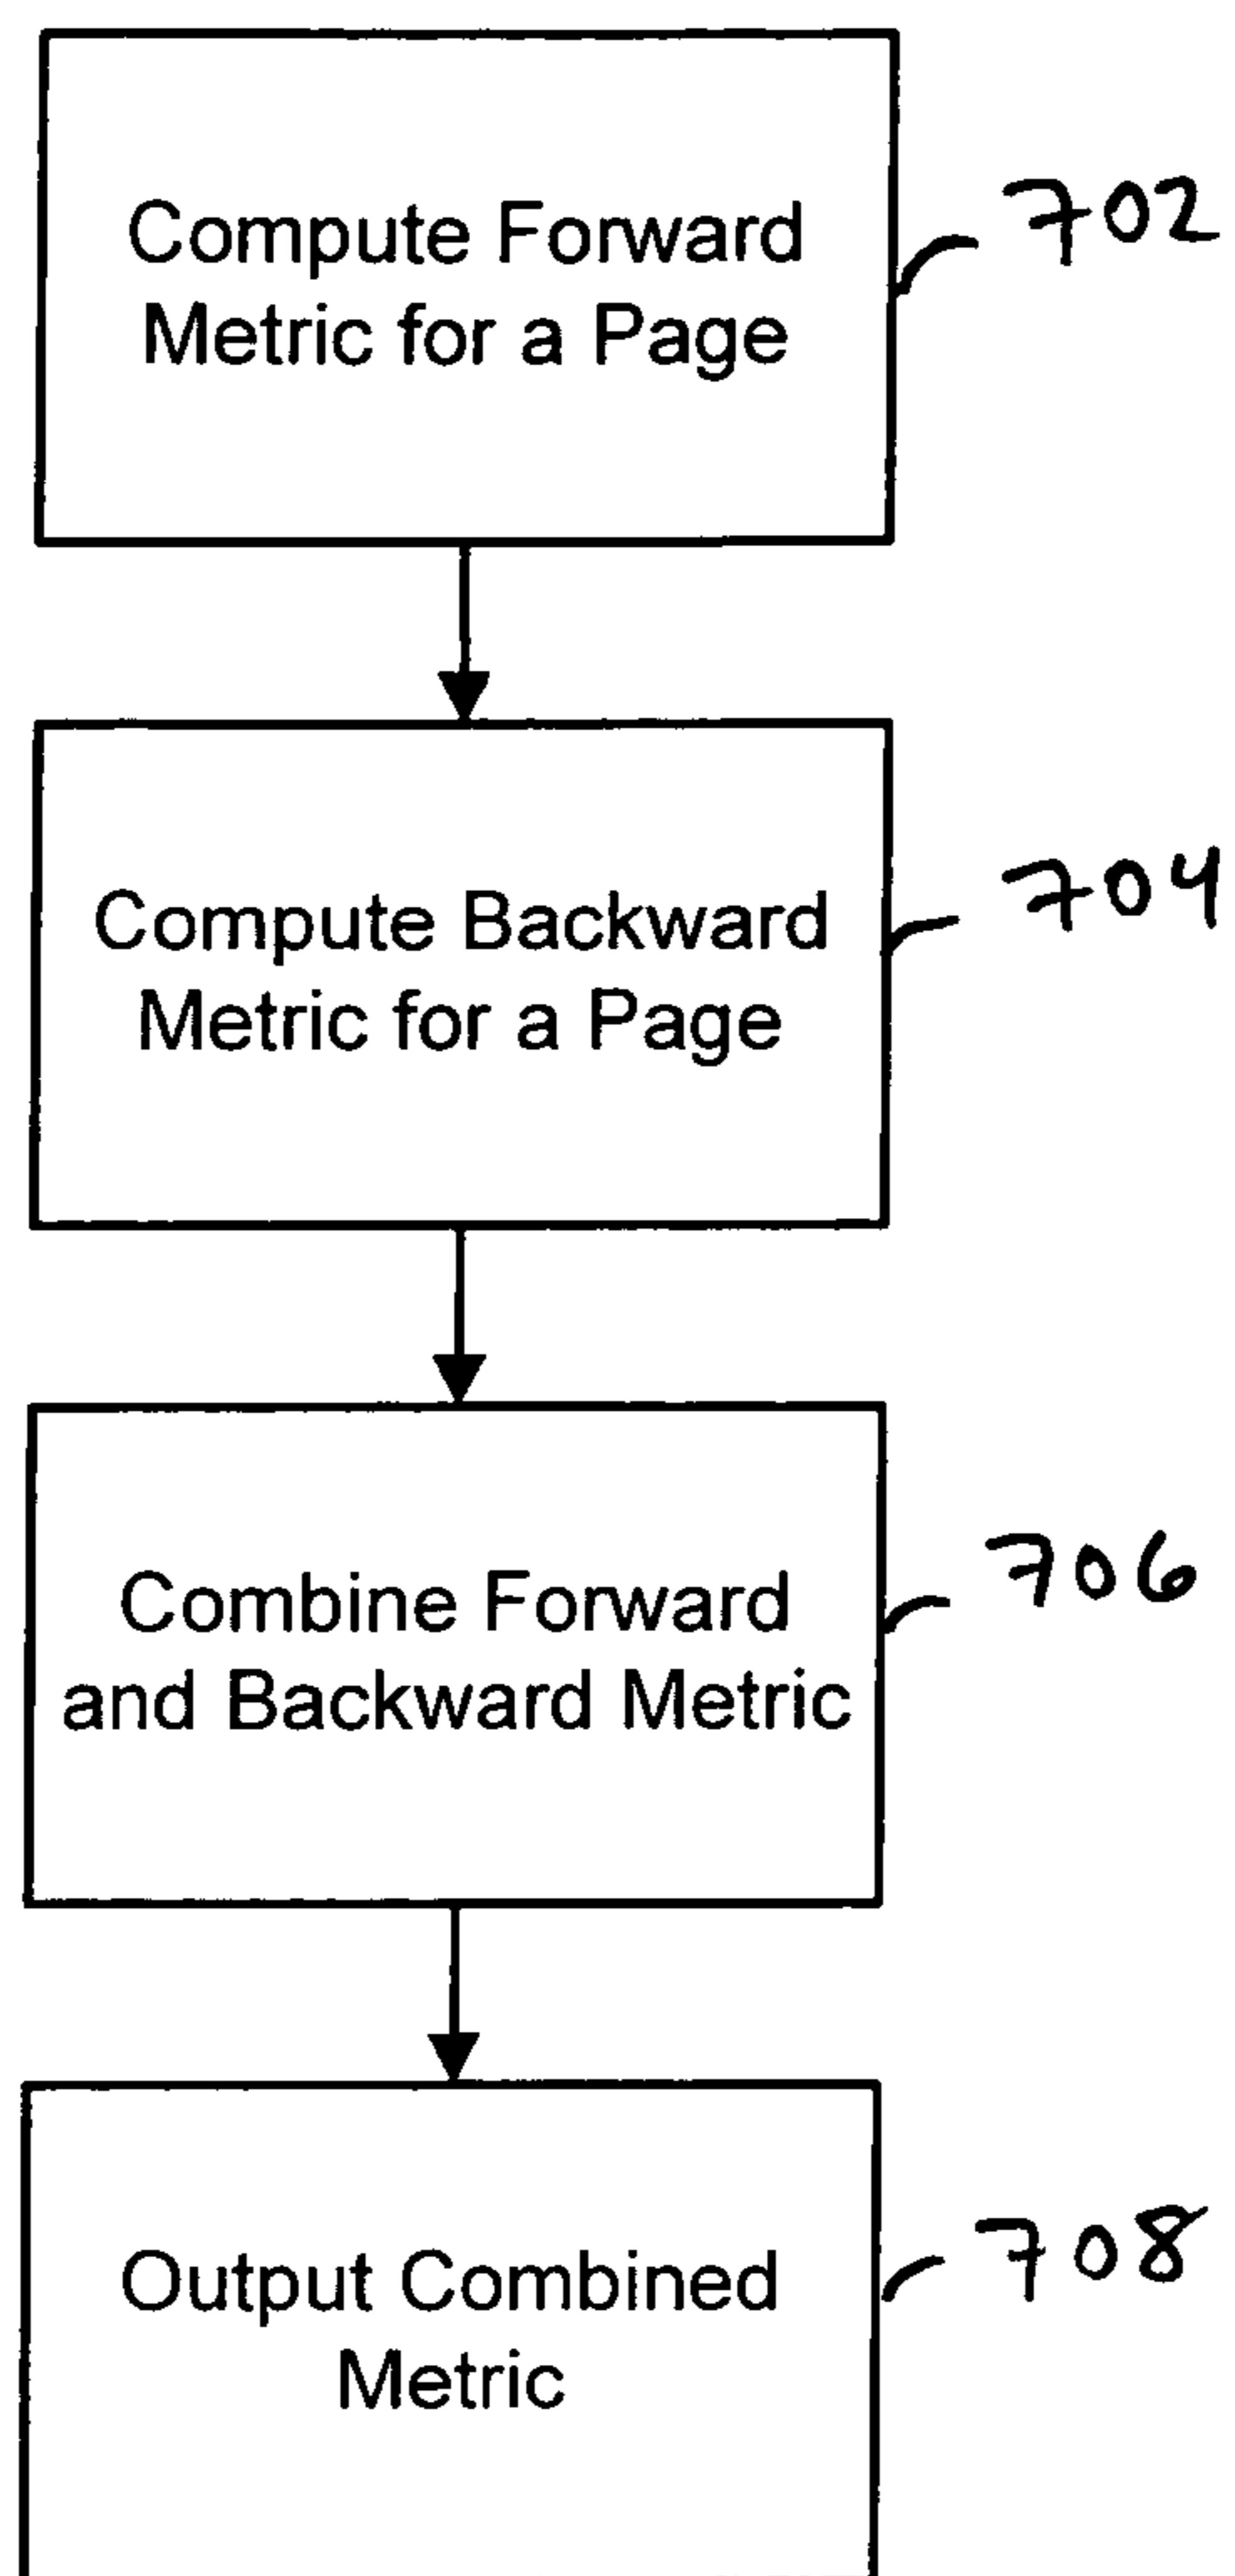 Compute Forward
Metric for a Page
702
Compute Backward
Metric for a Page
704
Combine Forward
and Backward Metric
706
Output Combined
Metric
708